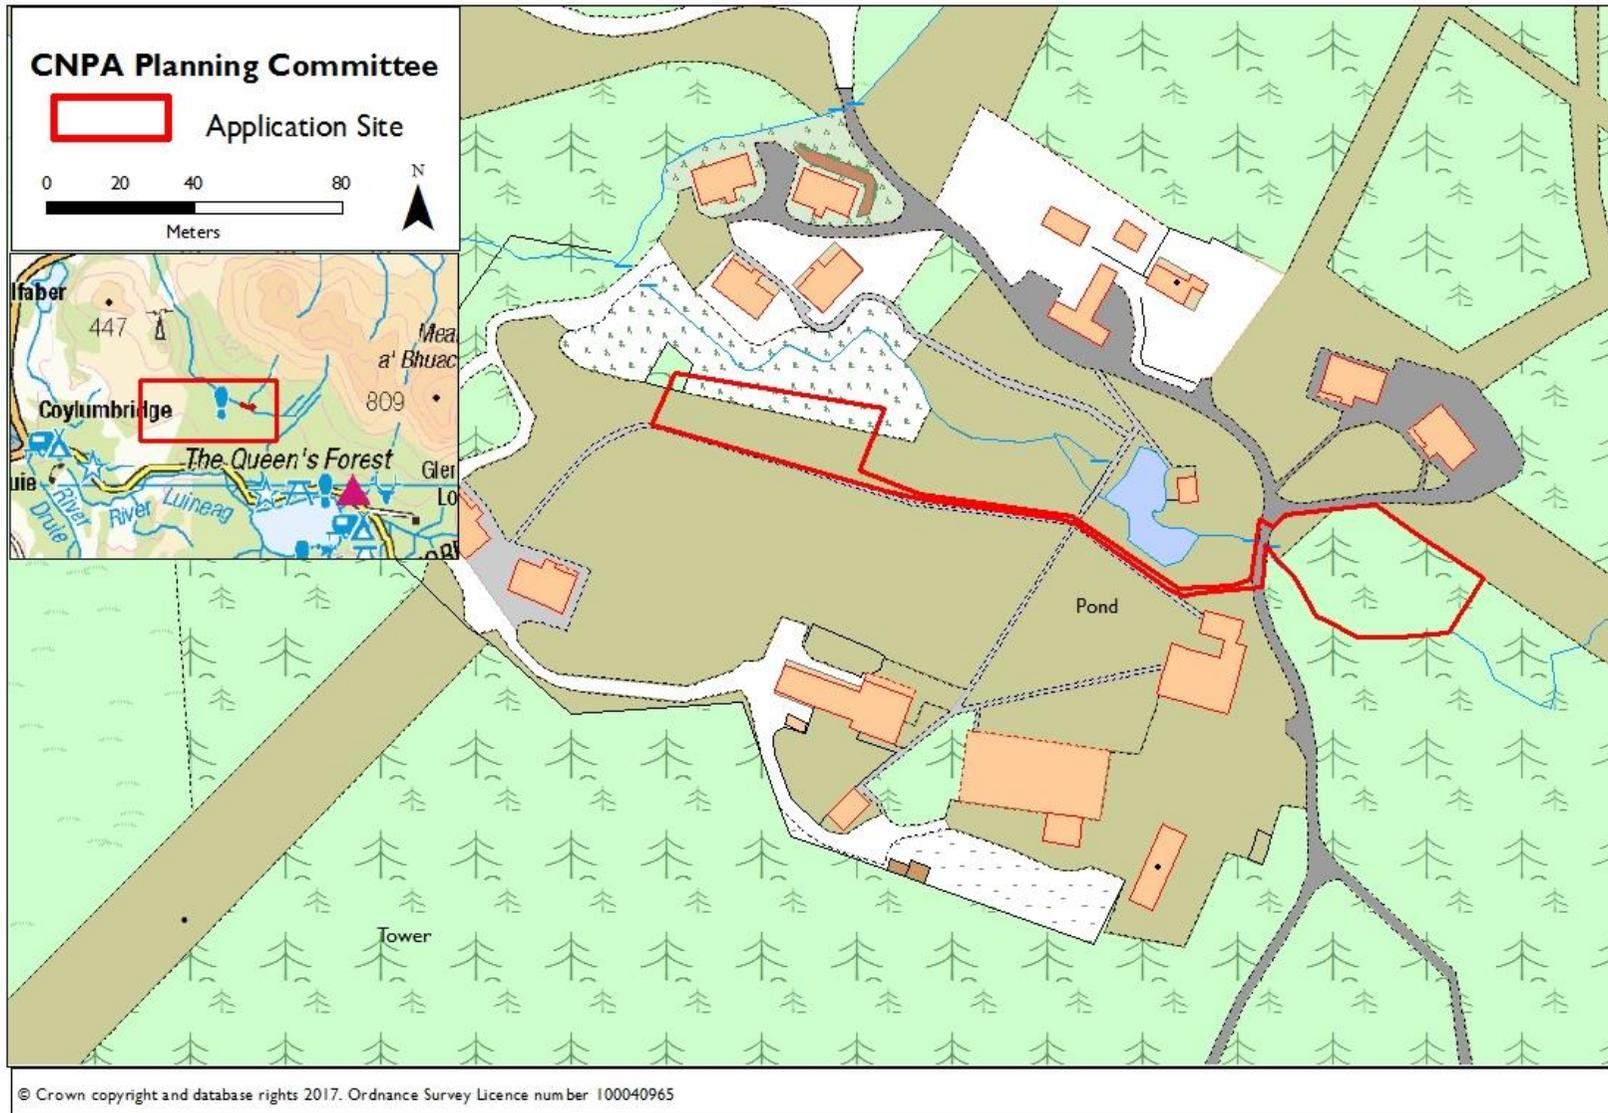 CNPA Planning Committee
Application Site
0 20 40 80
Meters
N
lfaber
447
Mea
a' Bhuac
809
Coylumbridge
The Queen's Forest
Gler
Lo
uie
River
Druie
River Luineag
Pond
Tower
© Crown copyright and database rights 2017. Ordnance Survey Licence number 100040965